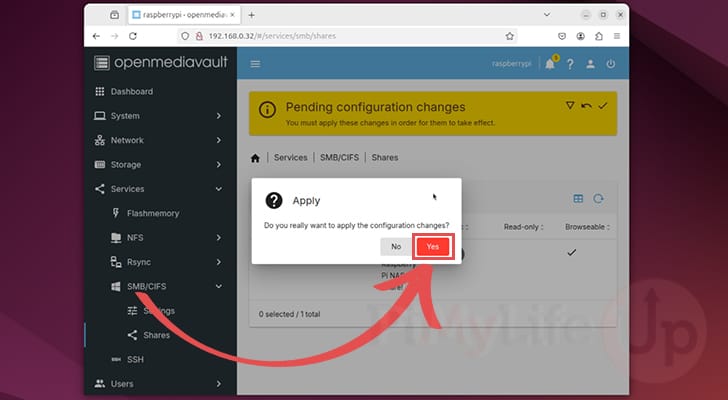 raspberrypi - openmediavault
192.168.0.32/#/services/smb/shares
openmediavault
raspberrypi
Dashboard
System
Network
Storage
Services
Flashmemory
NFS
Rsync
SMB/CIFS
Settings
Shares
SSH
Users
Pending configuration changes
You must apply these changes in order for them to take effect.
Services | SMB/CIFS | Shares
Read-only
Browseable
Apply
Do you really want to apply the configuration changes?
No
Yes
Raspberry
Pi NAS
Share!
0 selected / 1 total
PiMyLifeUp